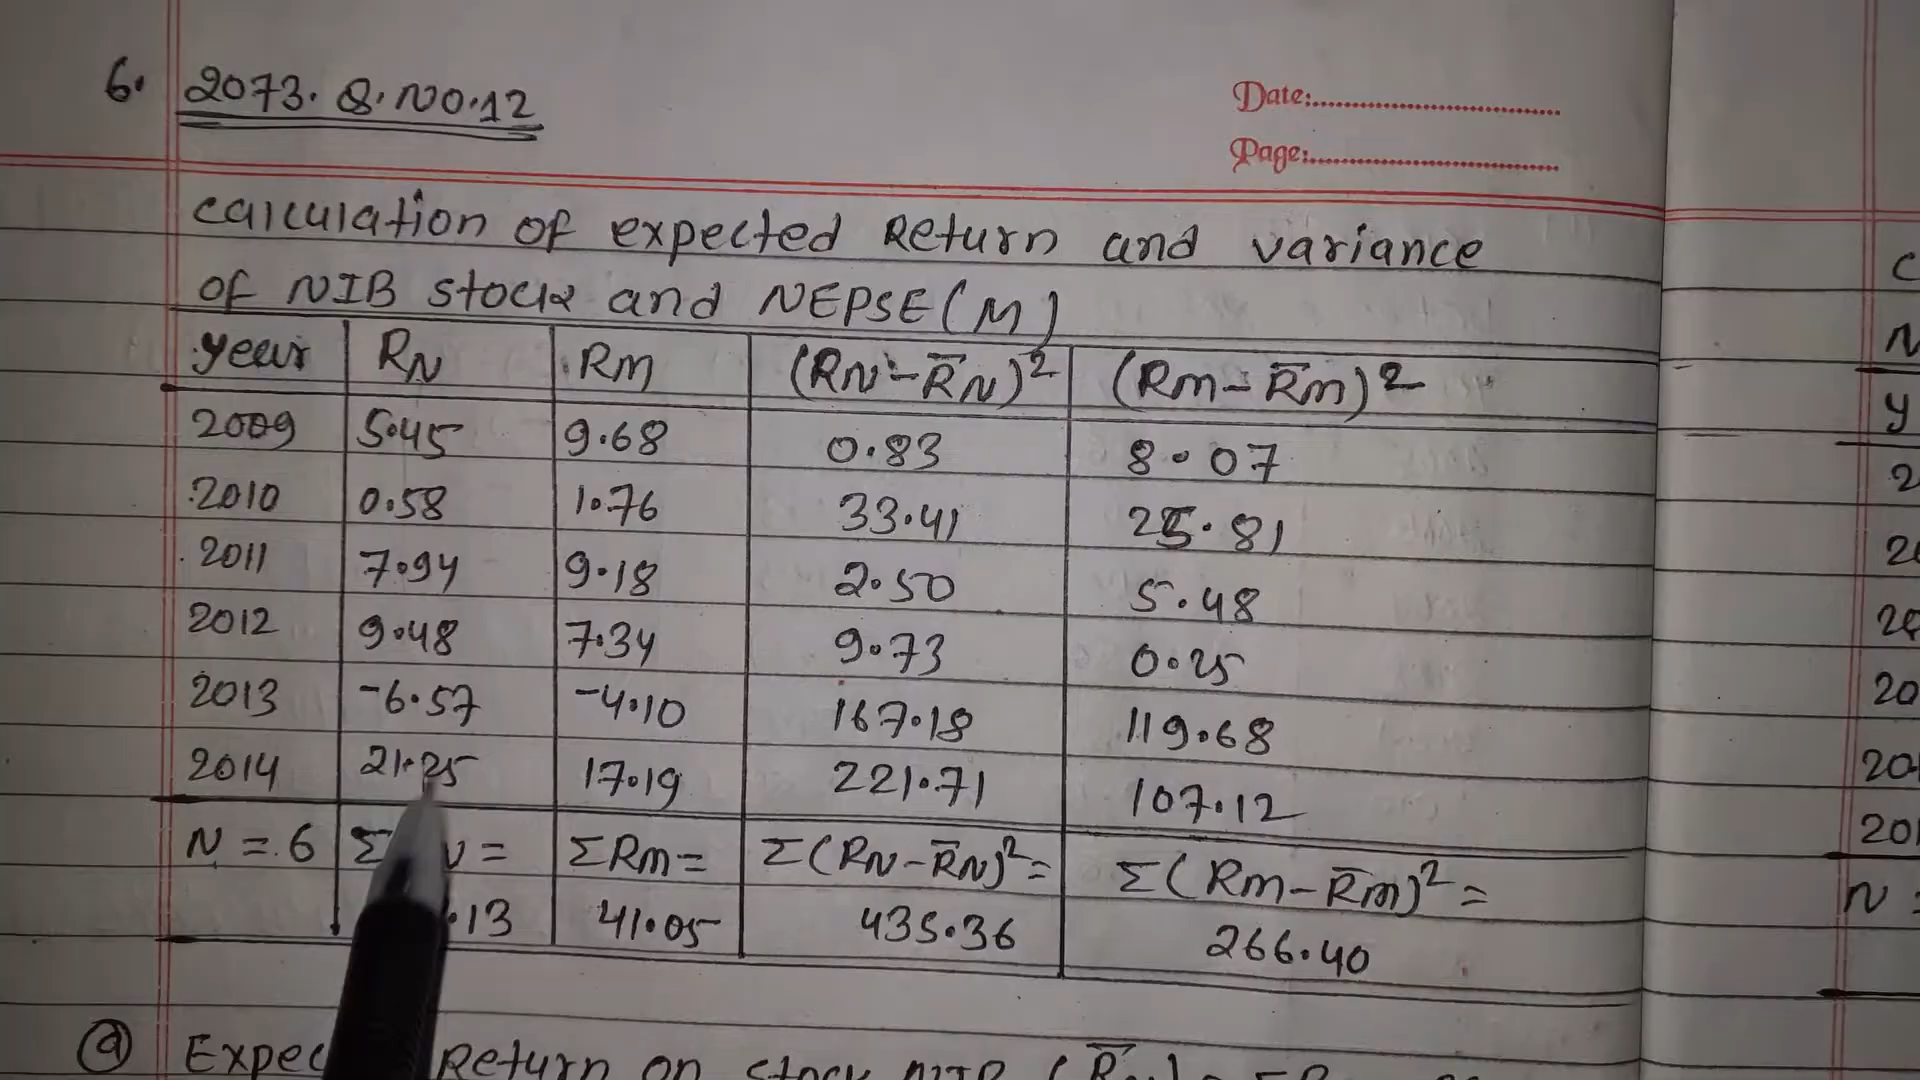 6. 2073. Q.NO.12
Date:
Page:
calculation of expected Return and variance
of NIB stock and NEPSE(M)
year RN RM (RN-R̅N)² (Rm-R̅m)²
2009 5.45 9.68 0.83 8.07
2010 0.58 1.76 33.41 25.81
2011 7.94 9.18 2.50 5.48
2012 9.48 7.34 9.73 0.25
2013 -6.57 -4.10 167.18 119.68
2014 21.25 17.19 221.71 107.12
N = 6 Σ = ΣRm = Σ(RN-R̅N)² = Σ(Rm-R̅m)² =
.13 41.05 435.36 266.40
ⓐ Return on stock